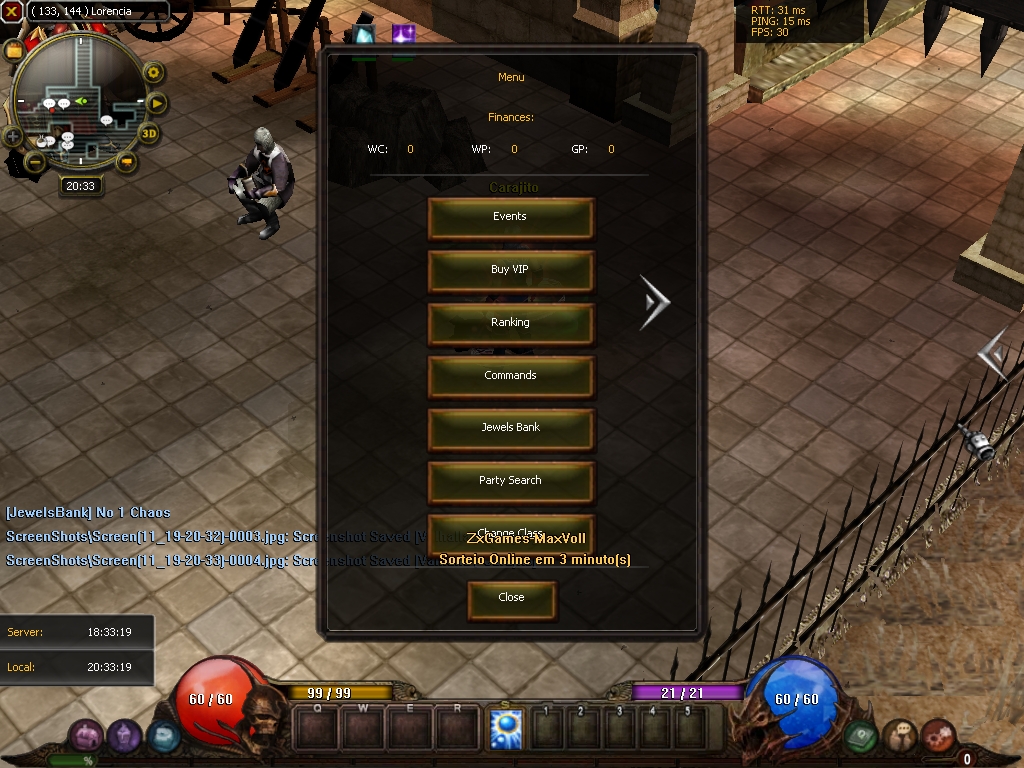 ( 133, 144 ) Lorencia
RTT: 31 ms
PING: 15 ms
FPS: 30
3D
20:33
Menu
Finances:
WC: 0 WP: 0 GP: 0
Carajito
Events
Buy VIP
Ranking
Commands
Jewels Bank
Party Search
Change Class
ZxGames MaxVoll
Sorteio Online em 3 minuto(s)
Close
[JewelsBank] No 1 Chaos
ScreenShots\Screen(11_19-20-32)-0003.jpg: Screenshot Saved
ScreenShots\Screen(11_19-20-33)-0004.jpg: Screenshot Saved
Server: 18:33:19
Local: 20:33:19
60 / 60
99 / 99
21 / 21
60 / 60
Q W E R S 1 2 3 4 5
%
0